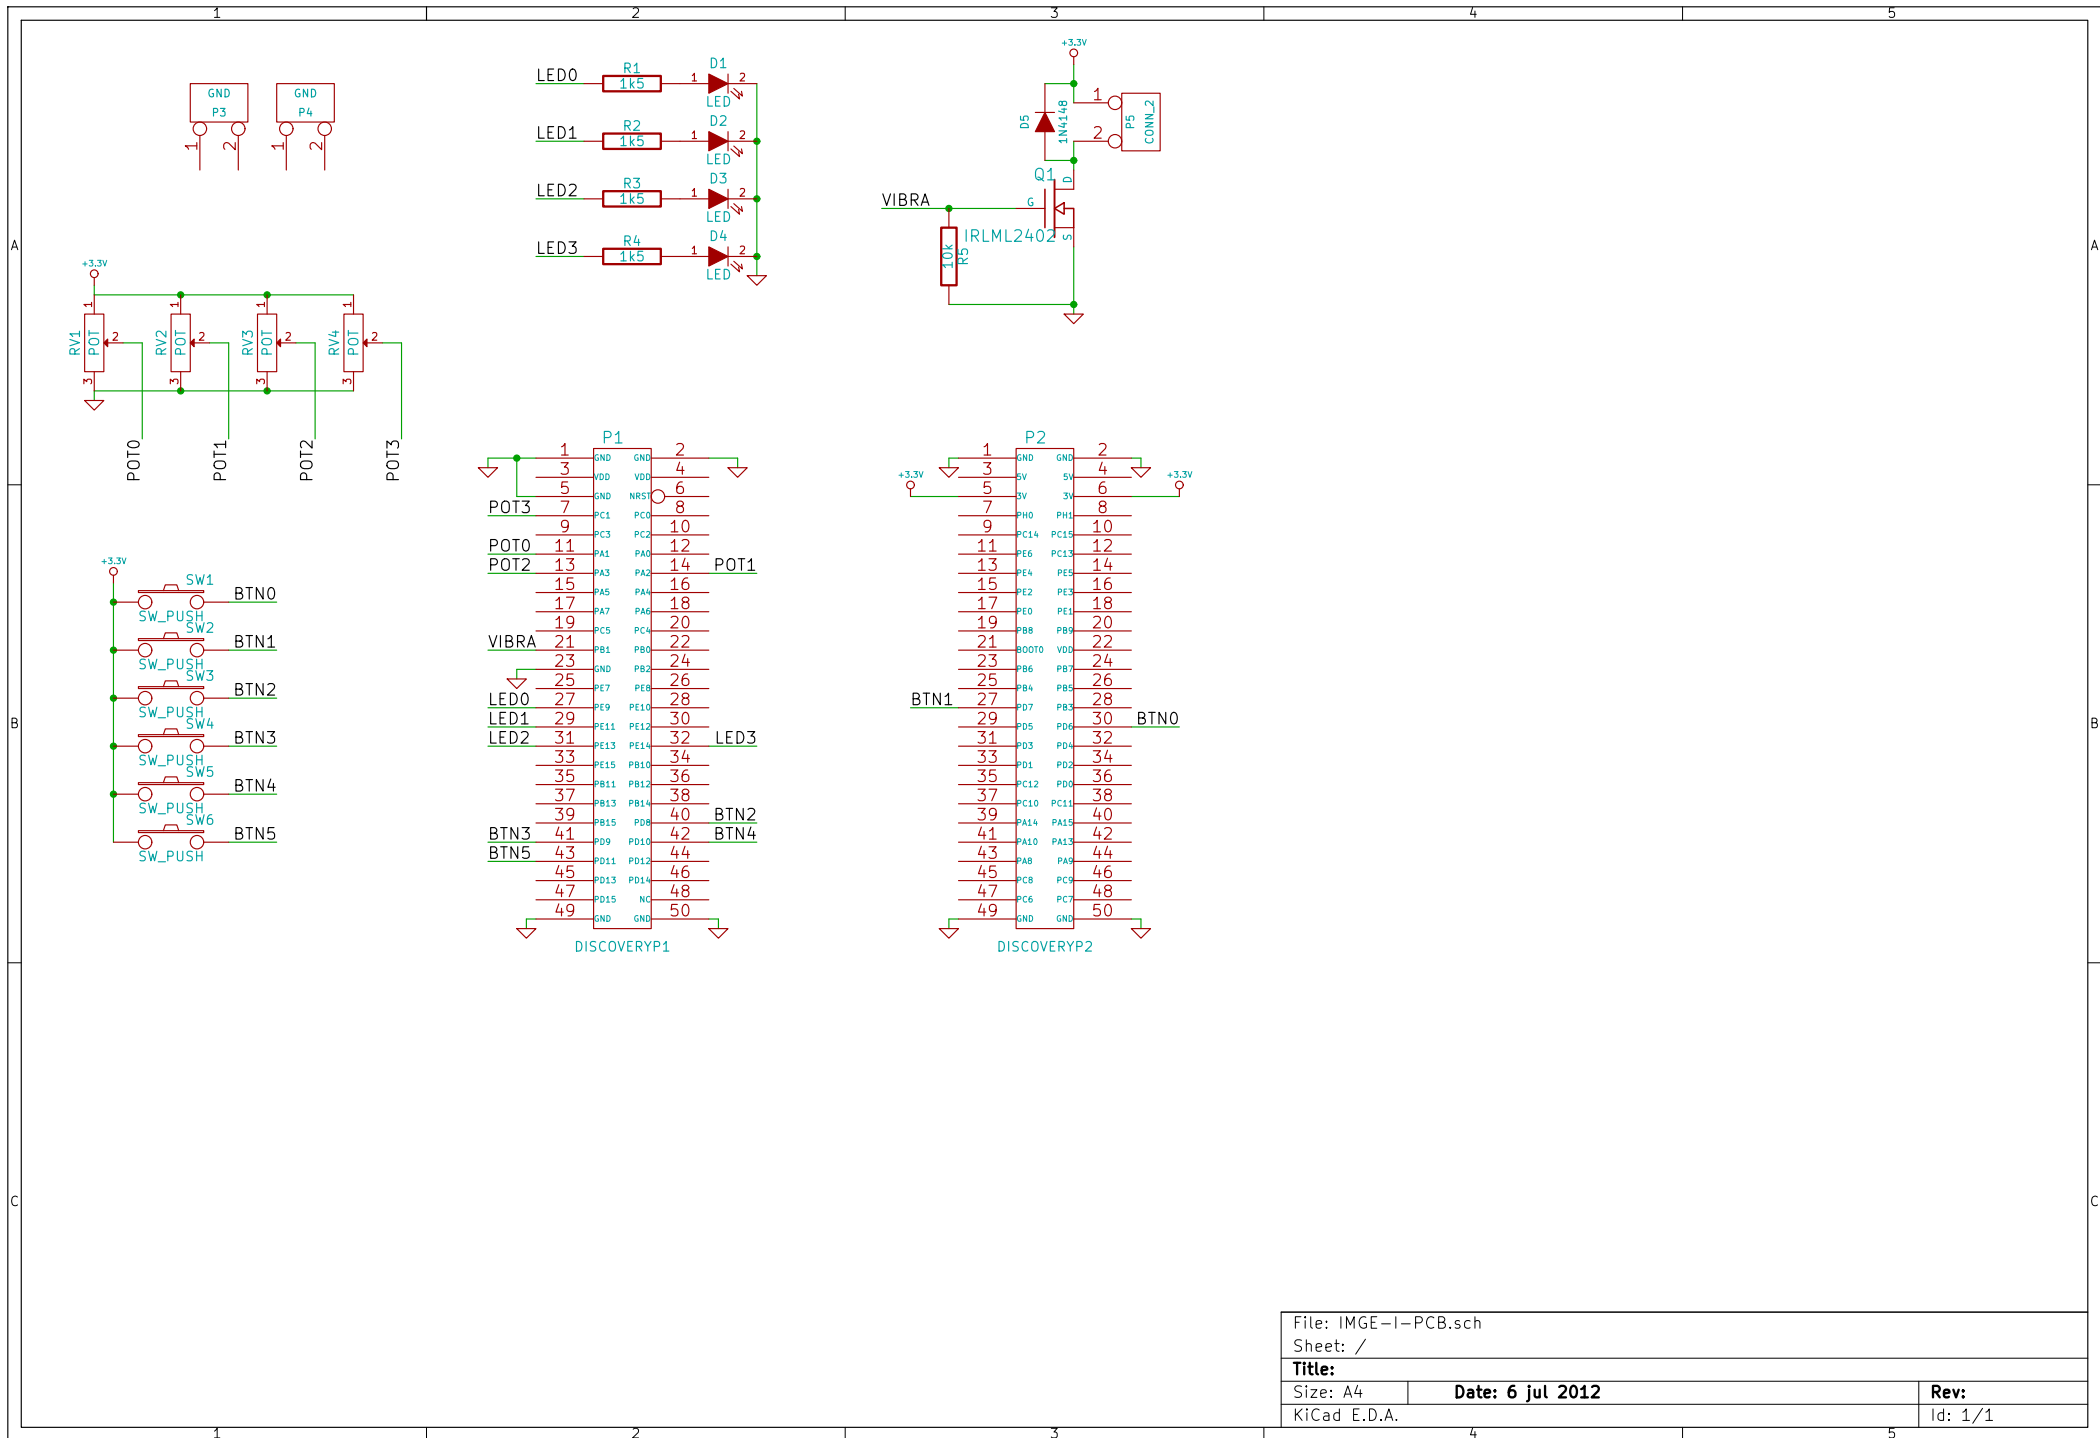 1 2 3 4 5
A A
B B
C C
1 2 3 4 5
GND
P3
1 2
GND
P4
1 2
LED0 R1 1k5 1 D1 2 LED
LED1 R2 1k5 1 D2 2 LED
LED2 R3 1k5 1 D3 2 LED
LED3 R4 1k5 1 D4 2 LED
+3.3V
D5 1N4148
1
2
P5 CONN_2
Q1
D
G
S
VIBRA
IRLML2402
10k R5
+3.3V
RV1 POT 1 2 3
RV2 POT 1 2 3
RV3 POT 1 2 3
RV4 POT 1 2 3
POT0 POT1 POT2 POT3
+3.3V
SW1
BTN0
SW_PUSH
SW2
BTN1
SW_PUSH
SW3
BTN2
SW_PUSH
SW4
BTN3
SW_PUSH
SW5
BTN4
SW_PUSH
SW6
BTN5
SW_PUSH
P1
1 GND GND 2
3 VDD VDD 4
5 GND NRST 6
POT3 7 PC1 PC0 8
9 PC3 PC2 10
POT0 11 PA1 PA0 12
POT2 13 PA3 PA2 14 POT1
15 PA5 PA4 16
17 PA7 PA6 18
19 PC5 PC4 20
VIBRA 21 PB1 PB0 22
23 GND PB2 24
25 PE7 PE8 26
LED0 27 PE9 PE10 28
LED1 29 PE11 PE12 30
LED2 31 PE13 PE14 32 LED3
33 PE15 PB10 34
35 PB11 PB12 36
37 PB13 PB14 38
39 PB15 PD8 40 BTN2
BTN3 41 PD9 PD10 42 BTN4
BTN5 43 PD11 PD12 44
45 PD13 PD14 46
47 PD15 NC 48
49 GND GND 50
DISCOVERYP1
P2
1 GND GND 2
3 5V 5V 4
+3.3V 5 3V 3V 6 +3.3V
7 PH0 PH1 8
9 PC14 PC15 10
11 PE6 PC13 12
13 PE4 PE5 14
15 PE2 PE3 16
17 PE0 PE1 18
19 PB8 PB9 20
21 BOOT0 VDD 22
23 PB6 PB7 24
25 PB4 PB5 26
BTN1 27 PD7 PB3 28
29 PD5 PD6 30 BTN0
31 PD3 PD4 32
33 PD1 PD2 34
35 PC12 PD0 36
37 PC10 PC11 38
39 PA14 PA15 40
41 PA10 PA13 42
43 PA8 PA9 44
45 PC8 PC9 46
47 PC6 PC7 48
49 GND GND 50
DISCOVERYP2
File: IMGE-I-PCB.sch
Sheet: /
Title:
Size: A4 Date: 6 jul 2012 Rev:
KiCad E.D.A. Id: 1/1